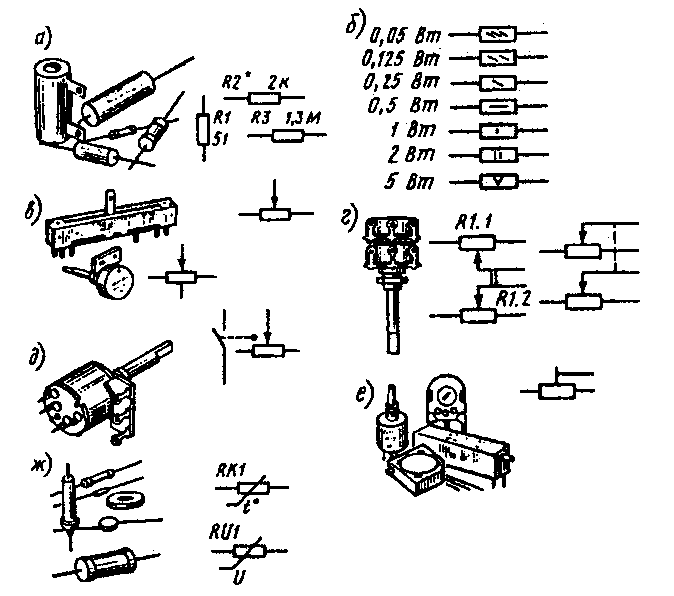 а)
R2* 2к
R1 51
R3 1,3М
б)
0,05 Вт
0,125 Вт
0,25 Вт
0,5 Вт
1 Вт
2 Вт
5 Вт
в)
г)
R1.1
R1.2
д)
е)
ж)
RK1
t°
RU1
U